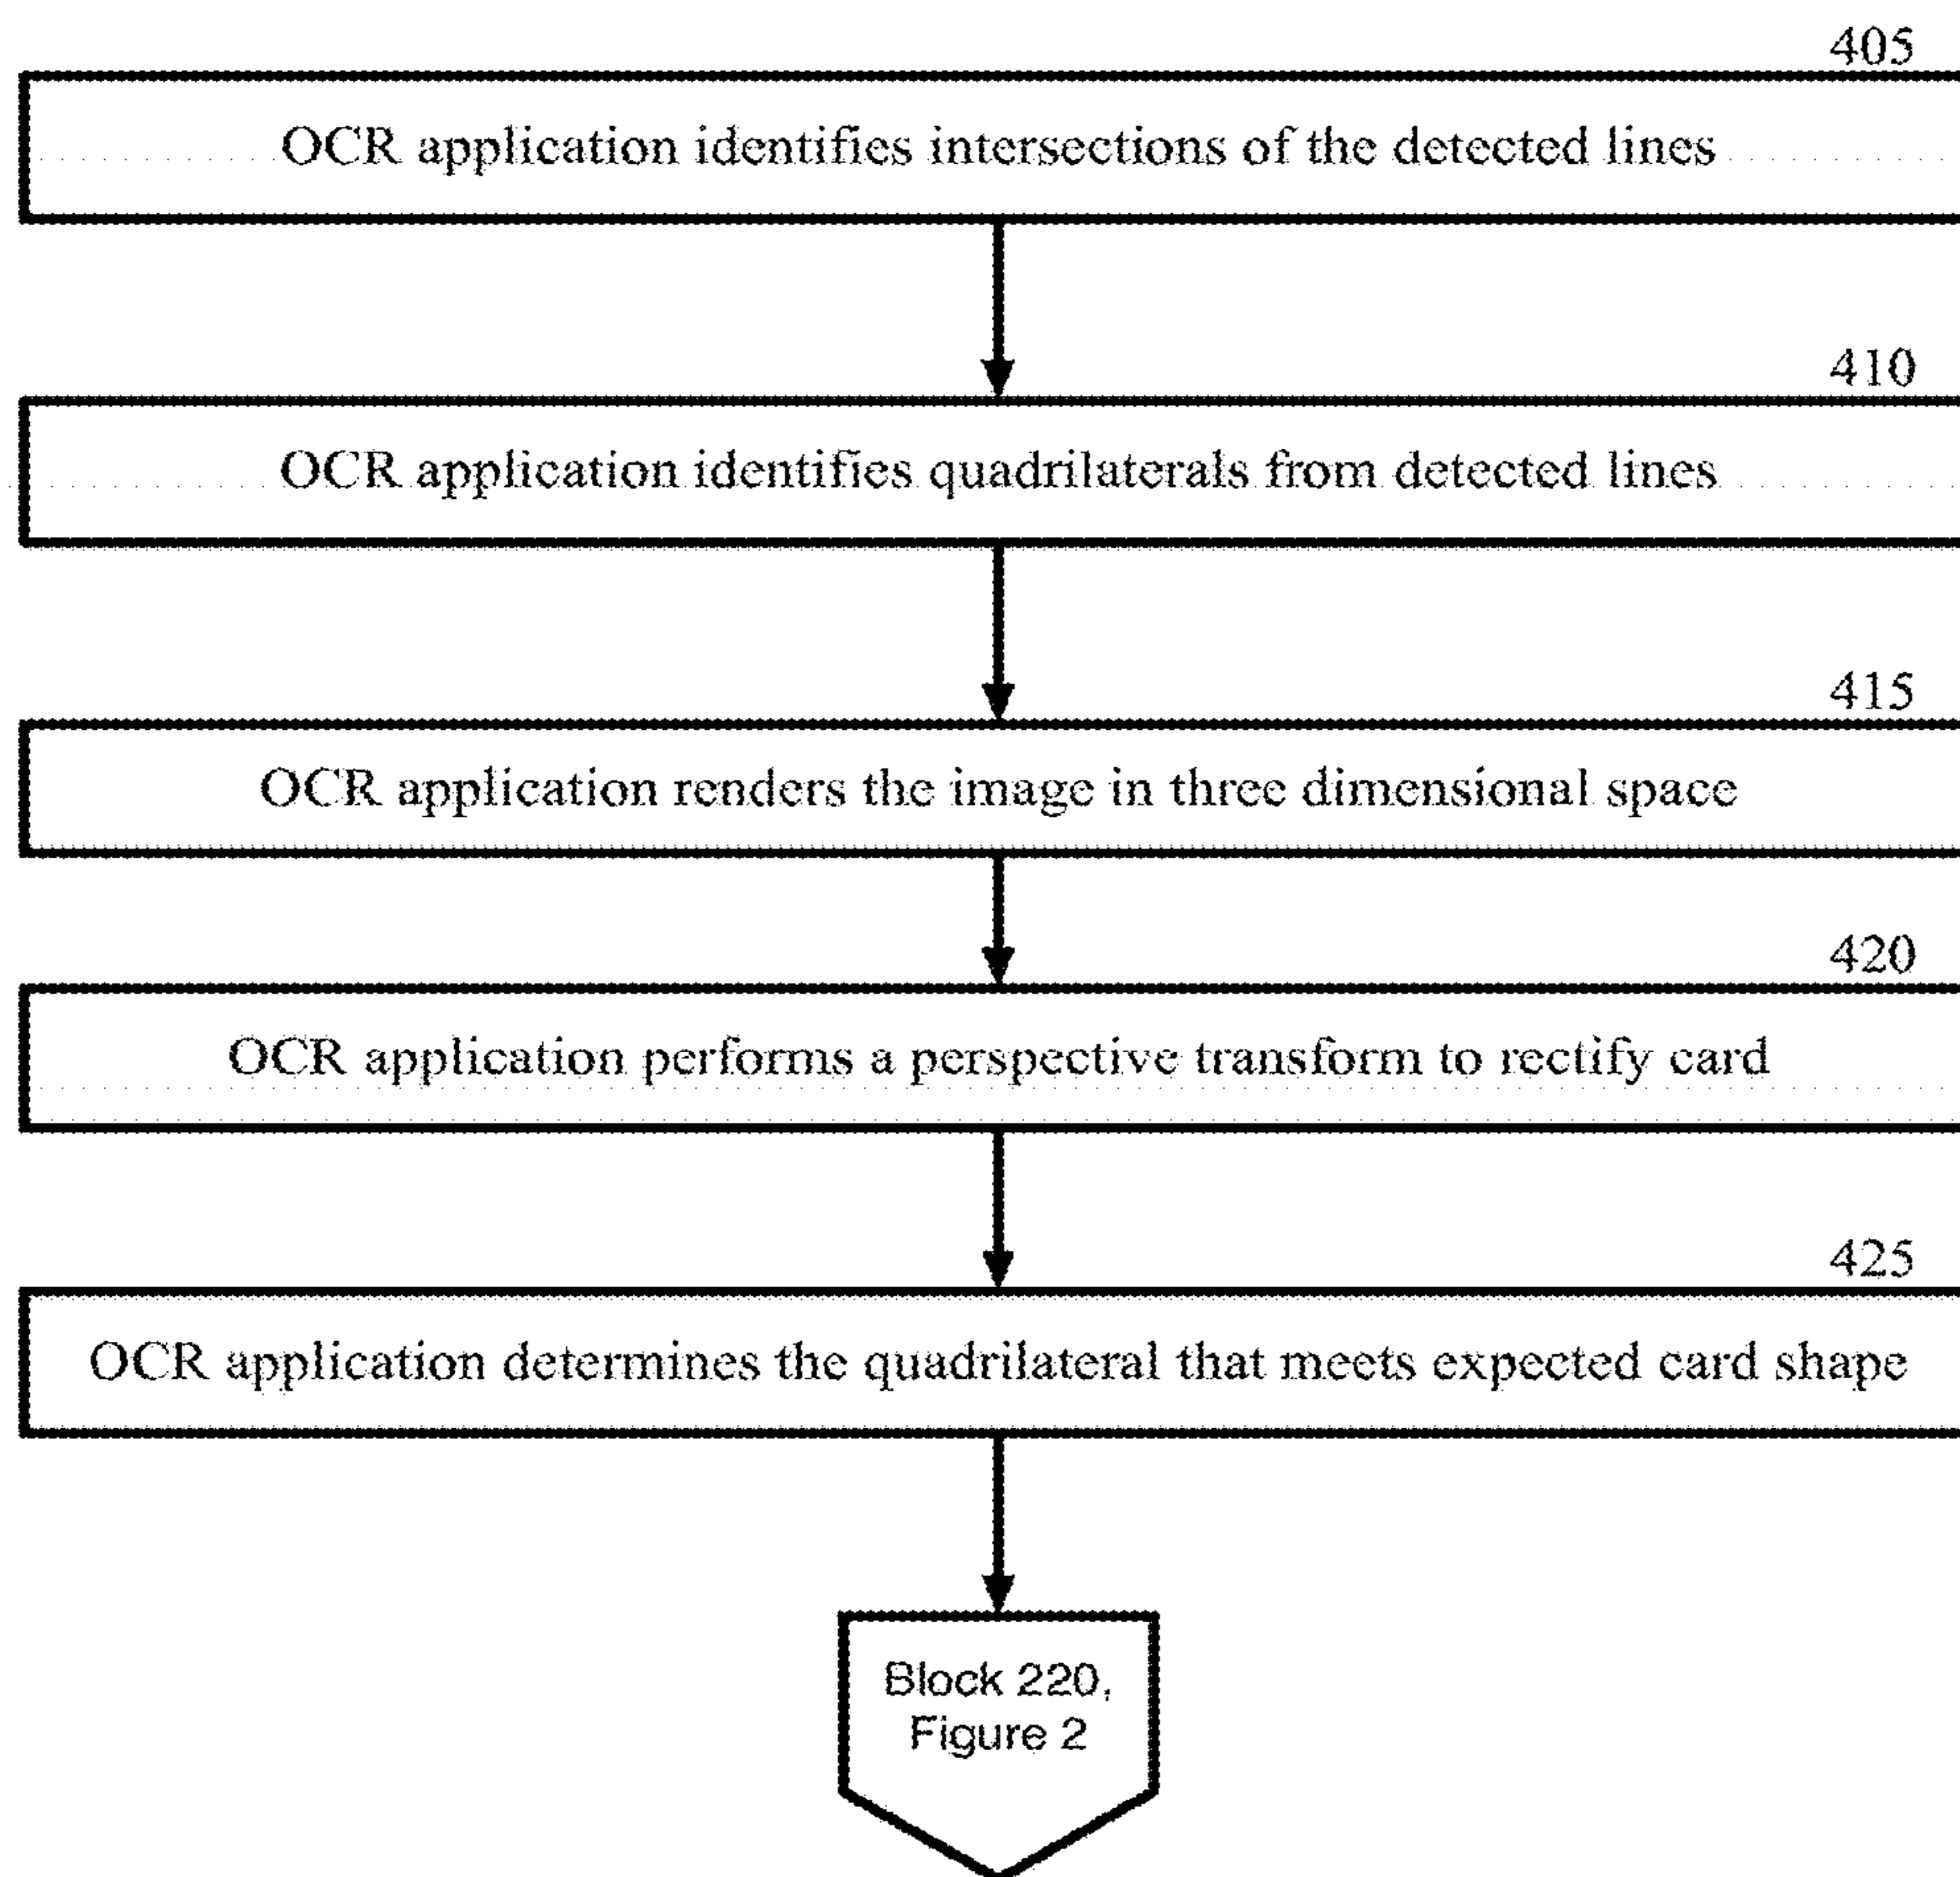 405
OCR application identifies intersections of the detected lines
410
OCR application identifies quadrilaterals from detected lines
415
OCR application renders the image in three dimensional space
420
OCR application performs a perspective transform to rectify card
425
OCR application determines the quadrilateral that meets expected card shape
Block 220,
Figure 2